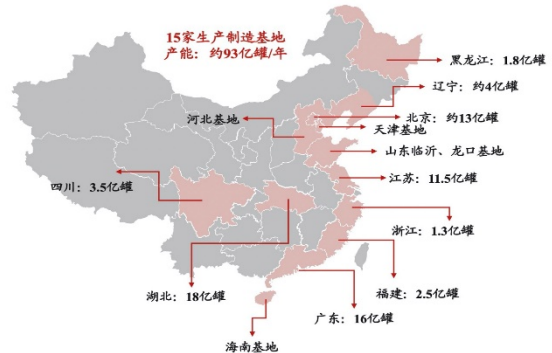 15家生产制造基地
产能：约93亿罐/年
黑龙江：1.8亿罐
辽宁：约4亿罐
北京：约13亿罐
河北基地
天津基地
山东临沂、龙口基地
四川：3.5亿罐
江苏：11.5亿罐
浙江：1.3亿罐
湖北：18亿罐
福建：2.5亿罐
广东：16亿罐
海南基地